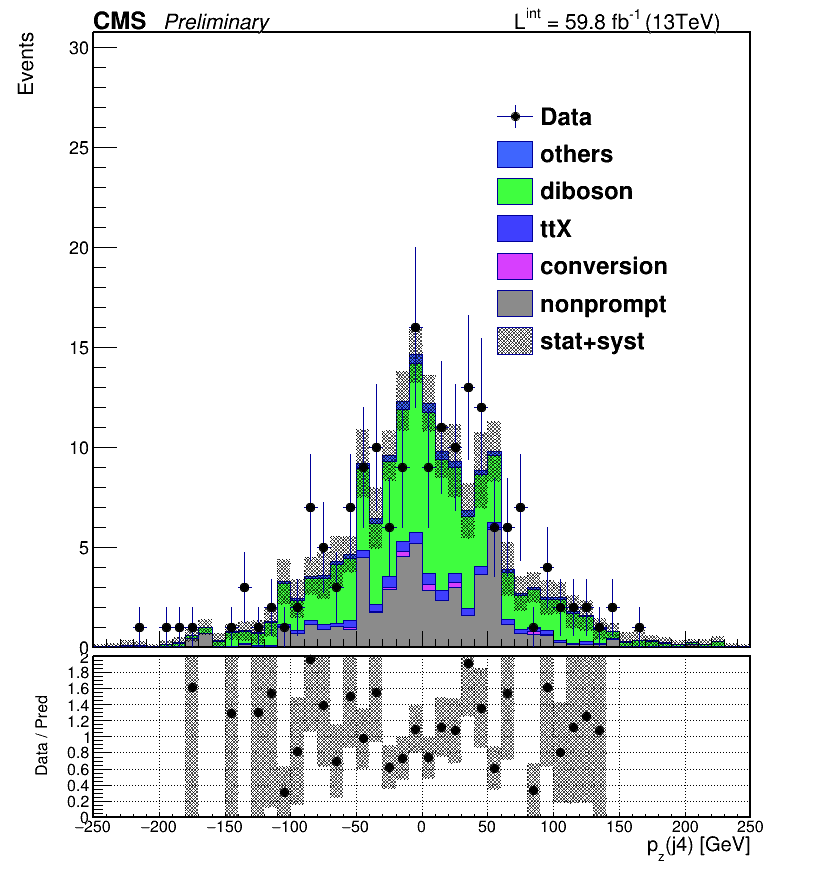 CMS Preliminary L^int = 59.8 fb^-1 (13TeV)
Events
30
25
20
15
10
5
0
Data
others
diboson
ttX
conversion
nonprompt
stat+syst
Data / Pred
2
1.8
1.6
1.4
1.2
1
0.8
0.6
0.4
0.2
0
−250 −200 −150 −100 −50 0 50 100 150 200 250
p_z(j4) [GeV]